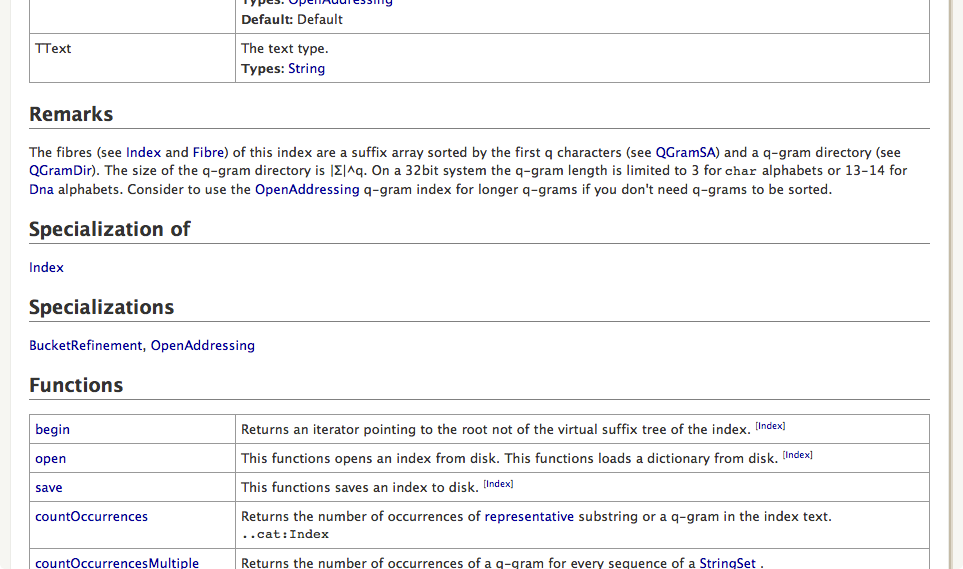 Types: OpenAddressing
Default: Default
TText
The text type.
Types: String
Remarks
The fibres (see Index and Fibre) of this index are a suffix array sorted by the first q characters (see QGramSA) and a q-gram directory (see
QGramDir). The size of the q-gram directory is |Σ|^q. On a 32bit system the q-gram length is limited to 3 for char alphabets or 13-14 for
Dna alphabets. Consider to use the OpenAddressing q-gram index for longer q-grams if you don't need q-grams to be sorted.
Specialization of
Index
Specializations
BucketRefinement, OpenAddressing
Functions
begin
Returns an iterator pointing to the root not of the virtual suffix tree of the index. [Index]
open
This functions opens an index from disk. This functions loads a dictionary from disk. [Index]
save
This functions saves an index to disk. [Index]
countOccurrences
Returns the number of occurrences of representative substring or a q-gram in the index text.
..cat:Index
countOccurrencesMultiple
Returns the number of occurrences of a q-gram for every sequence of a StringSet .